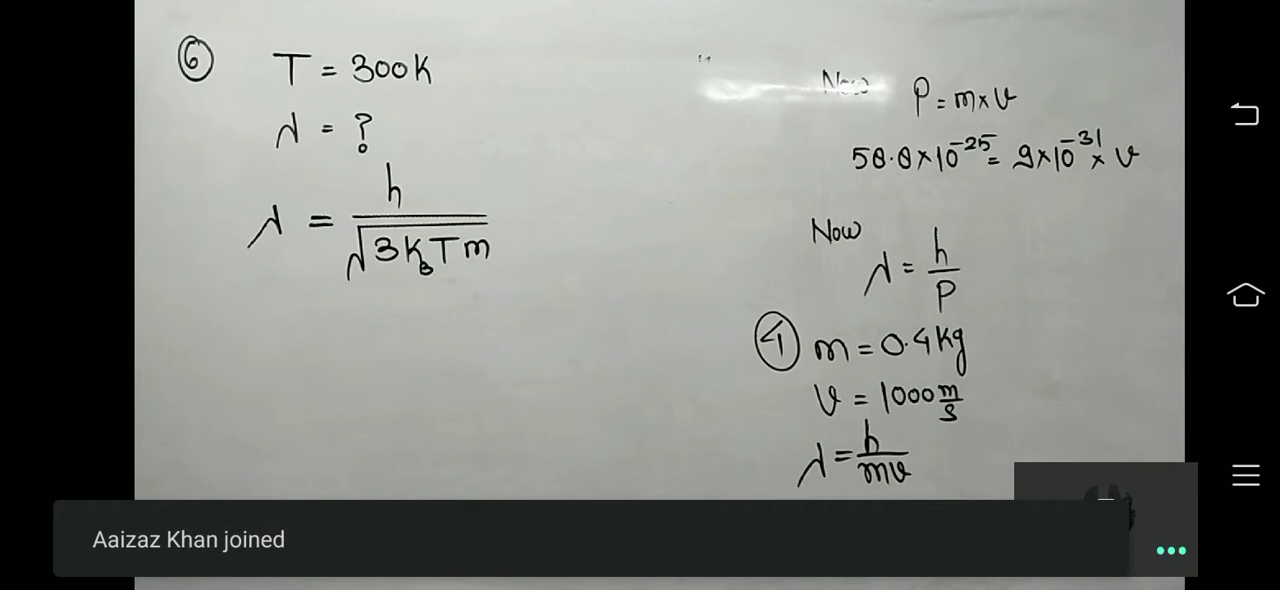 ⑥ T = 300K
λ = ?
λ = h / √3K_BTm
Now P = m×v
58.8×10⁻²⁵ = 9×10⁻³¹ × v
Now
λ = h / P
④ m = 0.4kg
v = 1000 m/s
λ = h / mv
Aaizaz Khan joined